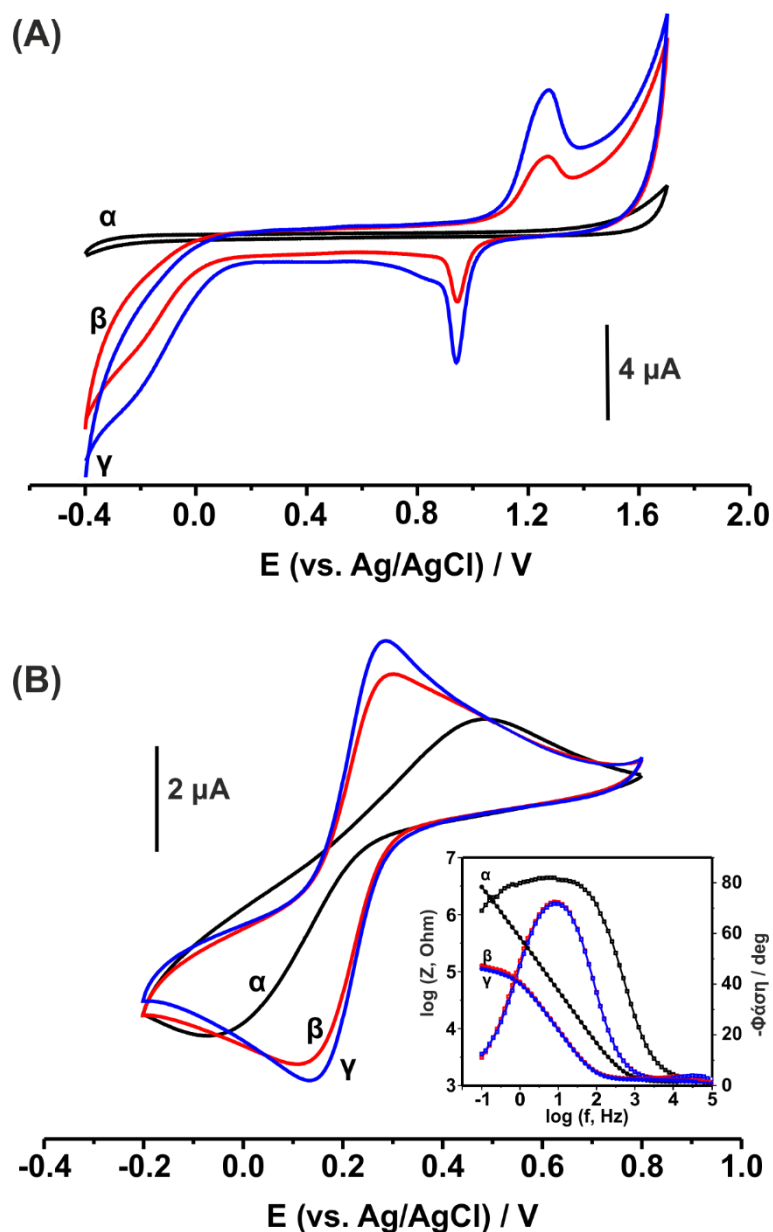 (A)
α
β
γ
4 μA
-0.4 0.0 0.4 0.8 1.2 1.6 2.0
E (vs. Ag/AgCl) / V
(B)
2 μA
α
β
γ
7
6
5
4
3
log (Z, Ohm)
α
β
γ
80
60
40
20
0
-Φάση / deg
-1 0 1 2 3 4 5
log (f, Hz)
-0.4 -0.2 0.0 0.2 0.4 0.6 0.8 1.0
E (vs. Ag/AgCl) / V